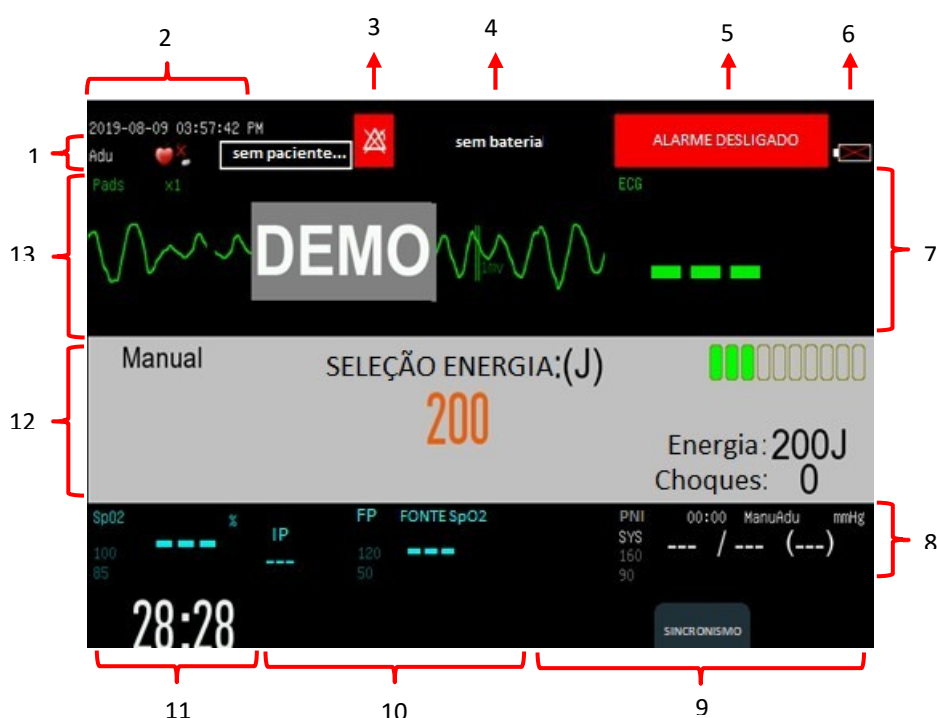 2 3 4 5 6
2019-08-09 03:57:42 PM
1 Adu sem paciente... sem bateria ALARME DESLIGADO
Pads x1 ECG
13 DEMO 1mV 7
Manual SELEÇÃO ENERGIA:(J)
12 200
Energia: 200J
Choques: 0
SpO2 % FP FONTE SpO2 PNI 00:00 ManuAdu mmHg
--- IP --- SYS --- / --- (---) 8
100 --- 120 160
85 50 90
28:28 SINCRONISMO
11 10 9